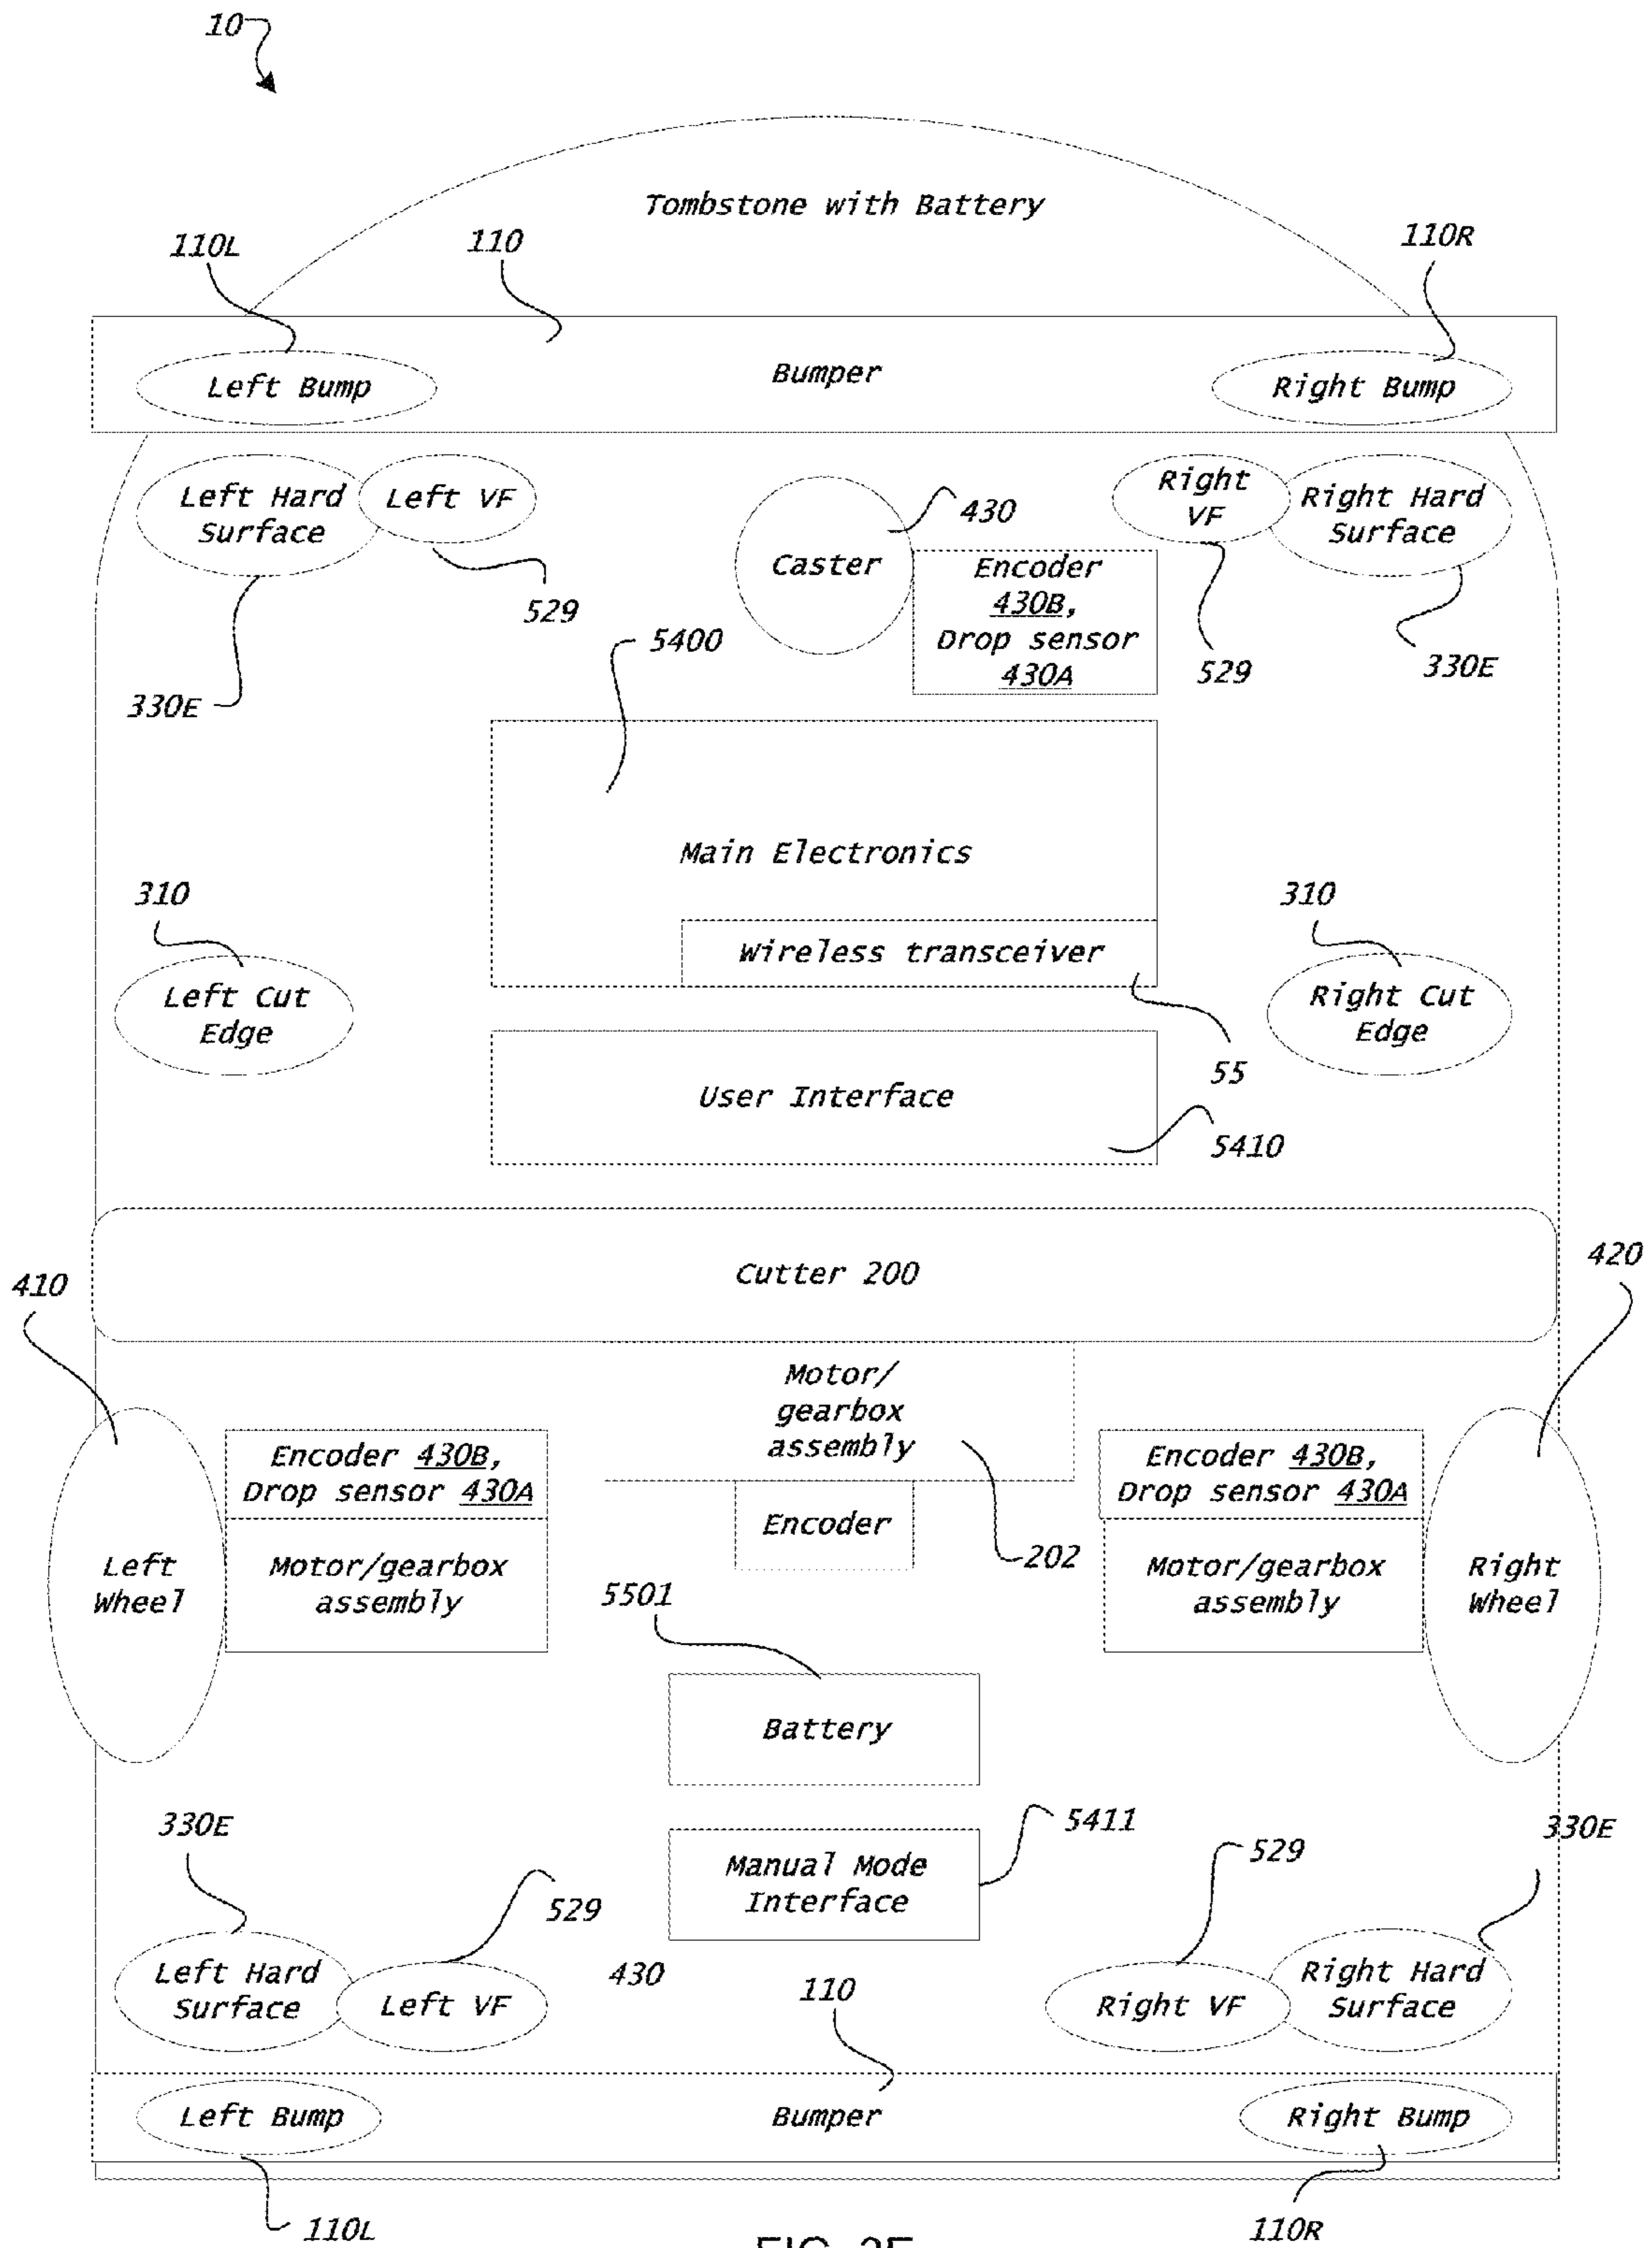 10
Tombstone with Battery
110L
110
110R
Left Bump
Bumper
Right Bump
Left Hard
Surface
Left VF
Right
VF
Right Hard
Surface
430
Caster
Encoder
430B,
Drop sensor
430A
529
5400
529
330E
330E
Main Electronics
310
310
Wireless transceiver
Left Cut
Edge
Right Cut
Edge
55
User Interface
5410
Cutter 200
410
420
Motor/
gearbox
assembly
Encoder 430B,
Drop sensor 430A
Encoder 430B,
Drop sensor 430A
Encoder
202
Left
Wheel
Motor/gearbox
assembly
Motor/gearbox
assembly
Right
Wheel
5501
Battery
330E
5411
330E
529
Manual Mode
Interface
529
Left Hard
Surface
Left VF
430
110
Right VF
Right Hard
Surface
Left Bump
Bumper
Right Bump
110L
110R